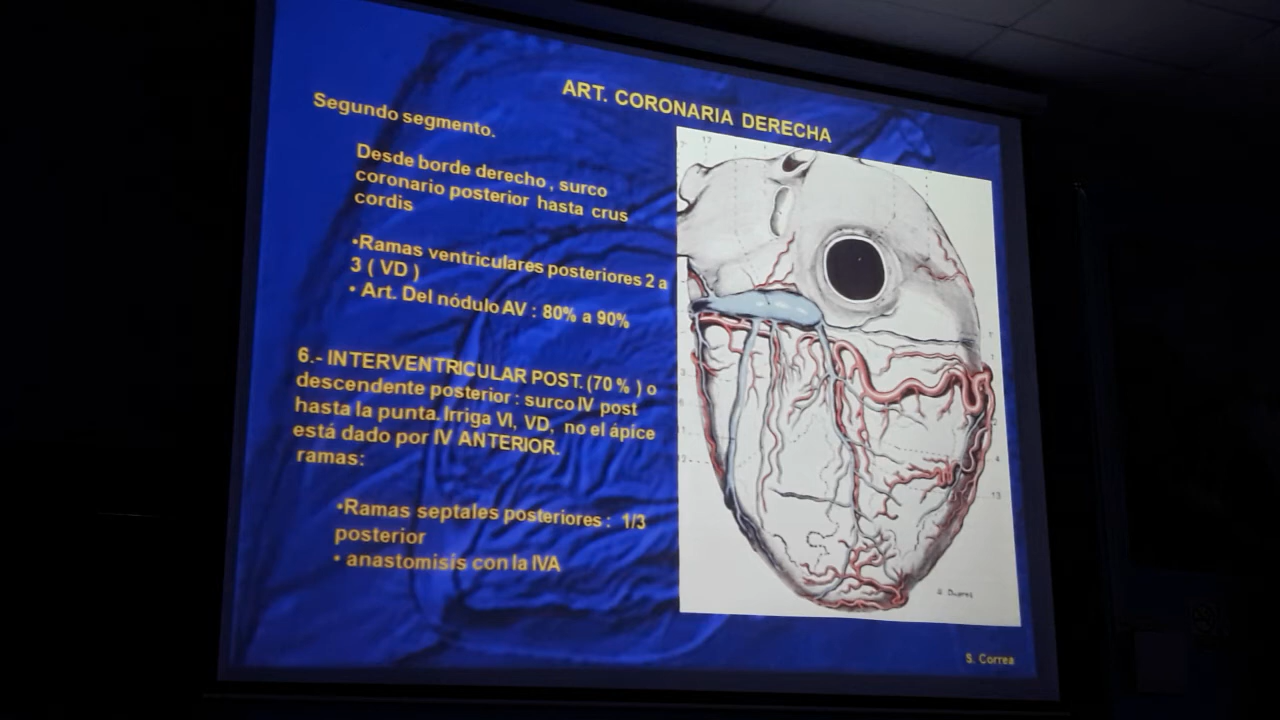 ART. CORONARIA DERECHA
Segundo segmento.
Desde borde derecho, surco
coronario posterior hasta crus
cordis
•Ramas ventriculares posteriores 2 a
3 ( VD )
• Art. Del nódulo AV : 80% a 90%
6.- INTERVENTRICULAR POST. (70 % ) o
descendente posterior : surco IV post
hasta la punta. Irriga VI, VD, no el ápice
está dado por IV ANTERIOR.
ramas:
•Ramas septales posteriores : 1/3
posterior
• anastomisis con la IVA
17
4
13
S. Correa